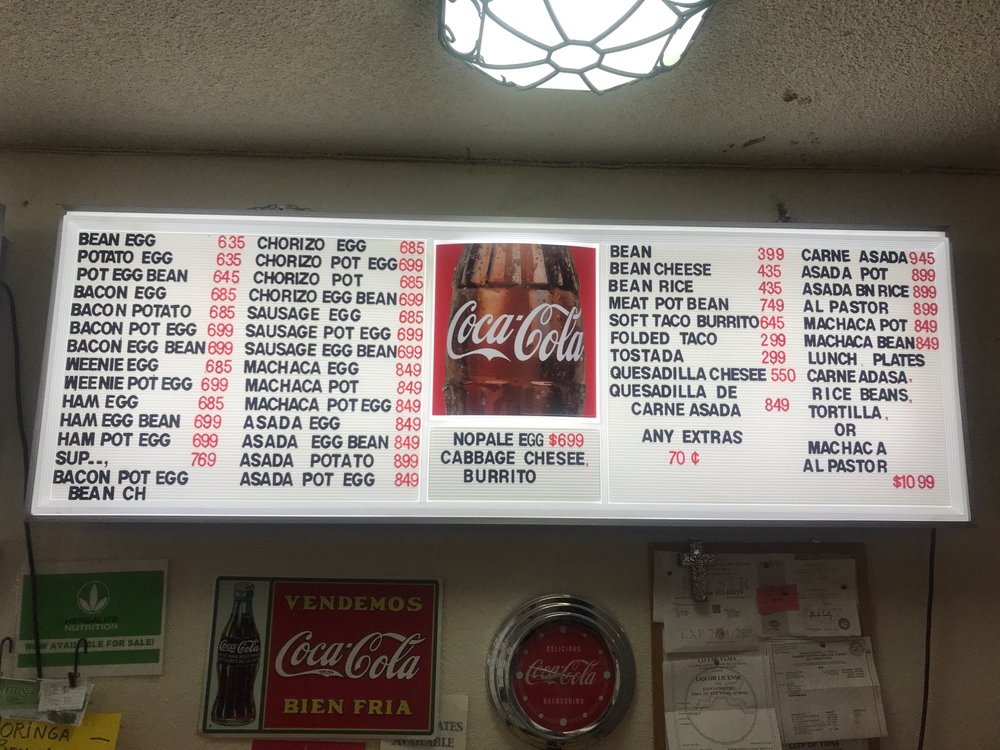 BEAN EGG 635
POTATO EGG 635
POT EGG BEAN 645
BACON EGG 685
BACON POTATO 685
BACON POT EGG 699
BACON EGG BEAN 699
WEENIE EGG 685
WEENIE POT EGG 699
HAM EGG 685
HAM EGG BEAN 699
HAM POT EGG 699
SUP.., 769
BACON POT EGG
BEAN CH
CHORIZO EGG 685
CHORIZO POT EGG 699
CHORIZO POT 685
CHORIZO EGG BEAN 699
SAUSAGE EGG 685
SAUSAGE POT EGG 699
SAUSAGE EGG BEAN 699
MACHACA EGG 849
MACHACA POT 849
MACHACA POT EGG 849
ASADA EGG 849
ASADA EGG BEAN 849
ASADA POTATO 899
ASADA POT EGG 849
Coca-Cola
NOPALE EGG $699
CABBAGE CHESEE,
BURRITO
BEAN 399
BEAN CHEESE 435
BEAN RICE 435
MEAT POT BEAN 749
SOFT TACO BURRITO 645
FOLDED TACO 299
TOSTADA 299
QUESADILLA CHESEE 550
QUESADILLA DE
CARNE ASADA 849
ANY EXTRAS
70 ¢
CARNE ASADA 945
ASADA POT 899
ASADA BN RICE 899
AL PASTOR 899
MACHACA POT 849
MACHACA BEAN 849
LUNCH. PLATES
CARNE ADASA,
RICE BEANS,
TORTILLA,
OR
MACHACA
AL PASTOR
$10 99
HERBALIFE
NUTRITION
NOW AVAILABLE FOR SALE!
VENDEMOS
Coca-Cola
Coca-Cola
BIEN FRIA
DELICIOUS
Coca-Cola
REFRESHING
LIQUOR LICENSE
AVAILABLE